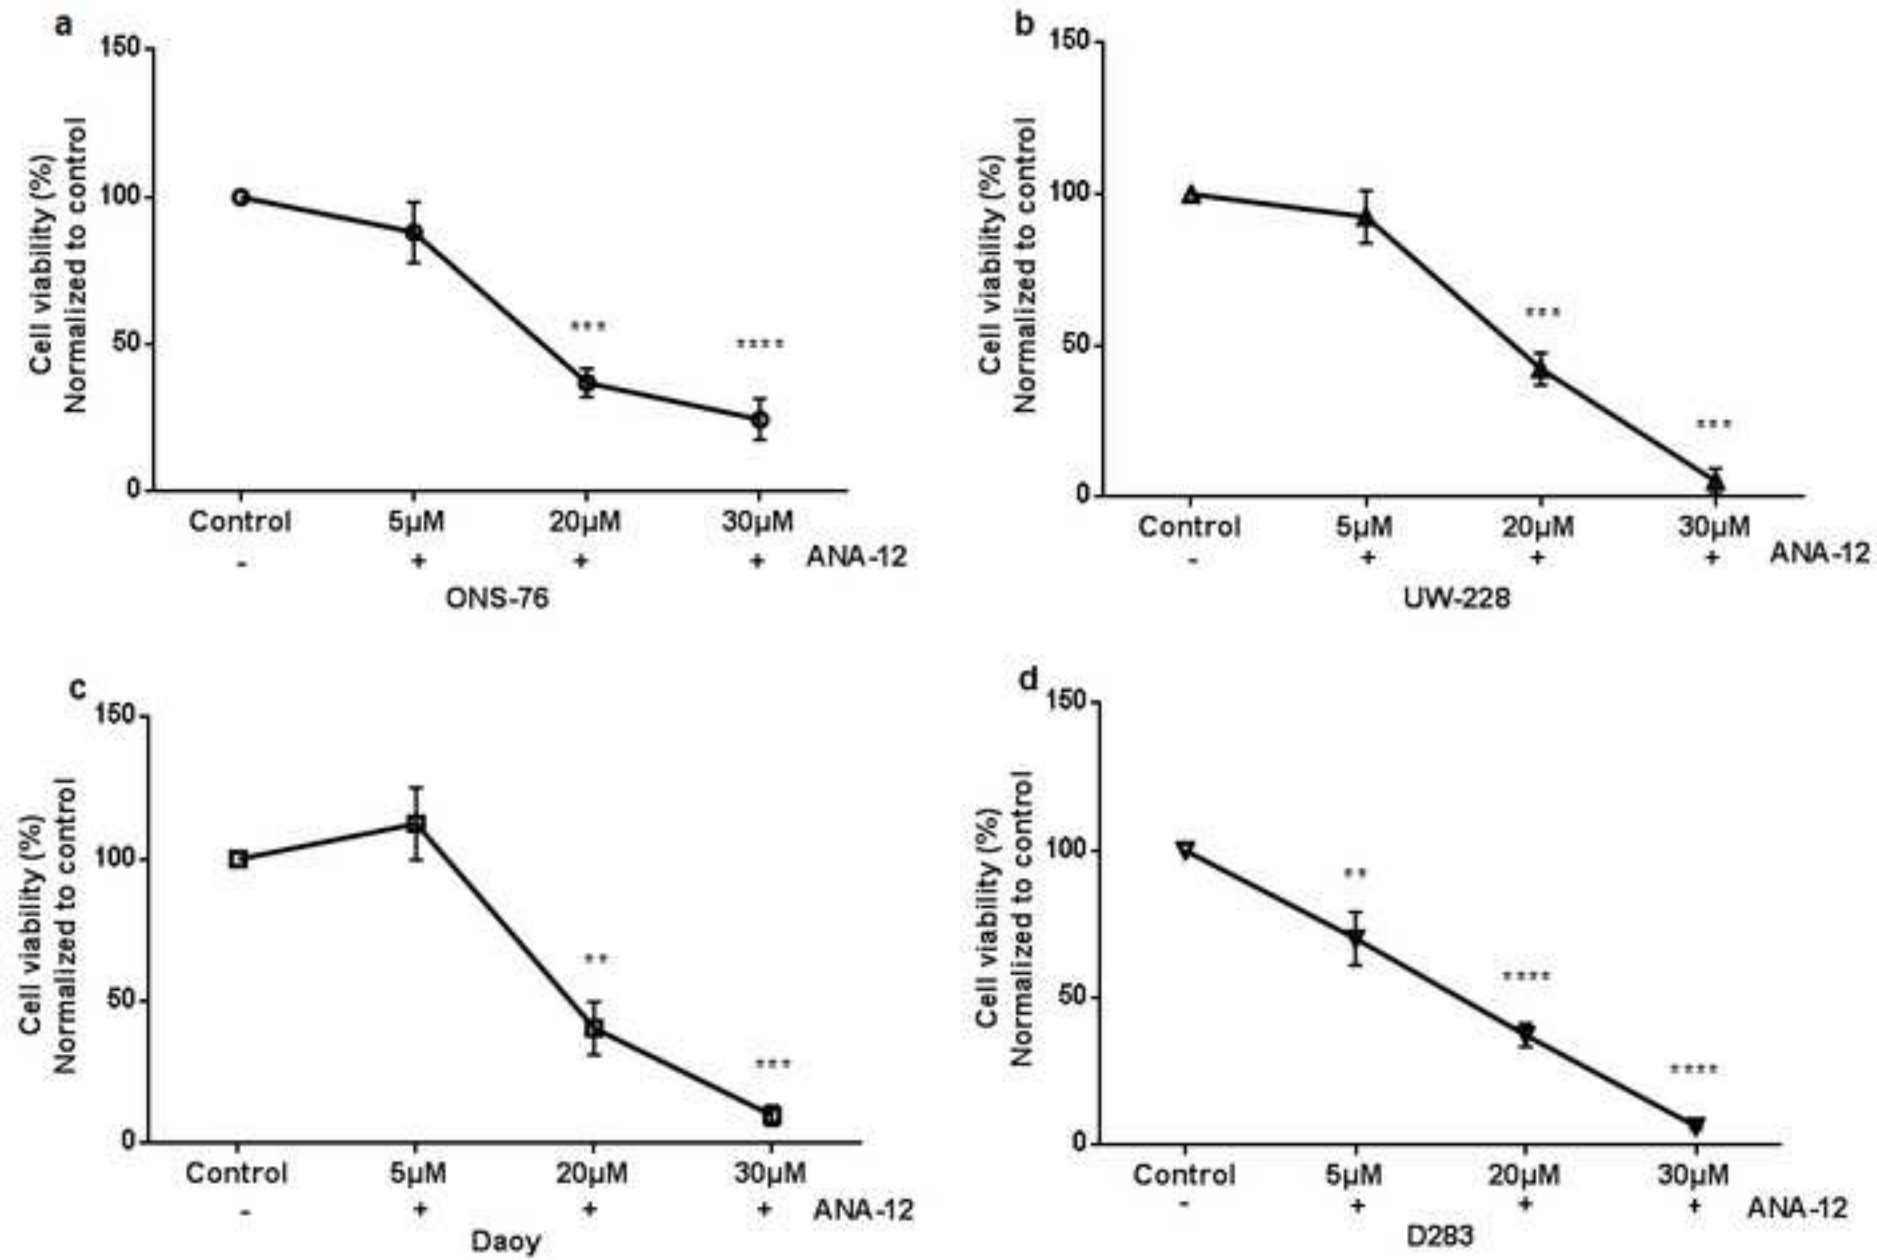 a
150
100
50
0
Cell viability (%)
Normalized to control
***
****
Control 5µM 20µM 30µM
- + + + ANA-12
ONS-76
b
150
100
50
0
Cell viability (%)
Normalized to control
***
***
Control 5µM 20µM 30µM
- + + + ANA-12
UW-228
c
150
100
50
0
Cell viability (%)
Normalized to control
**
***
Control 5µM 20µM 30µM
- + + + ANA-12
Daoy
d
150
100
50
0
Cell viability (%)
Normalized to control
**
****
****
Control 5µM 20µM 30µM
- + + + ANA-12
D283